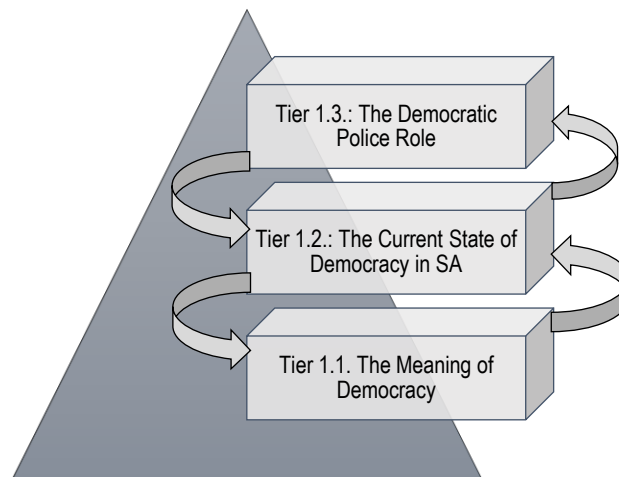 Tier 1.3.: The Democratic
Police Role
Tier 1.2.: The Current State of
Democracy in SA
Tier 1.1. The Meaning of
Democracy